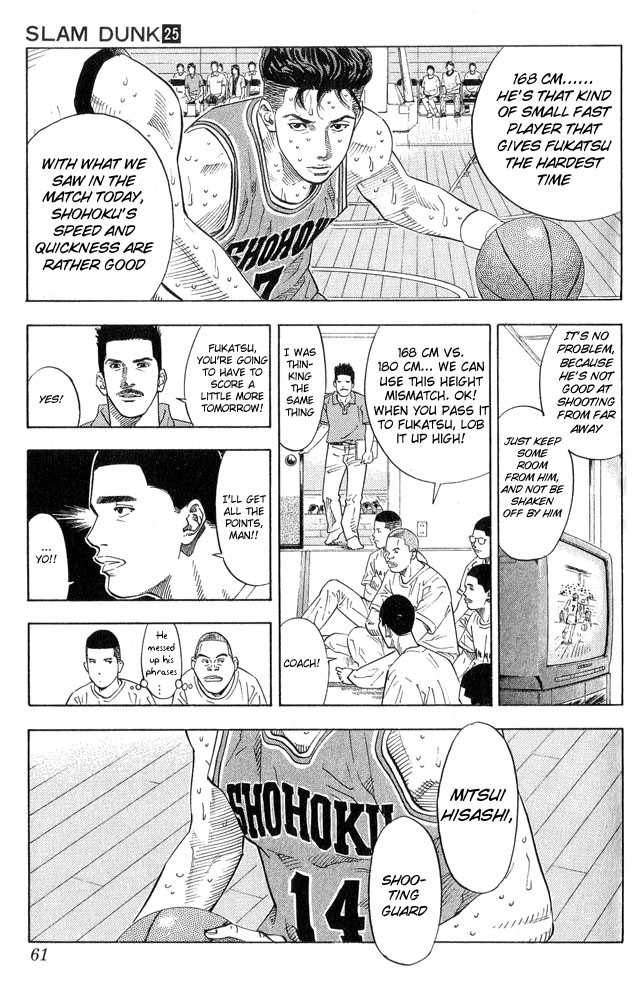 SLAM DUNK 25
168 CM......
HE'S THAT KIND
OF SMALL FAST
PLAYER THAT
GIVES FUKATSU
THE HARDEST
TIME
WITH WHAT WE
SAW IN THE
MATCH TODAY,
SHOHOKU'S
SPEED AND
QUICKNESS ARE
RATHER GOOD
SHOHOKU
7
IT'S NO
PROBLEM,
BECAUSE
HE'S NOT
GOOD AT
SHOOTING
FROM FAR
AWAY
JUST KEEP
SOME
ROOM
FROM HIM,
AND NOT BE
SHAKEN
OFF BY HIM
168 CM VS.
180 CM... WE CAN
USE THIS HEIGHT
MISMATCH. OK!
WHEN YOU PASS IT
TO FUKATSU, LOB
IT UP HIGH!
I WAS
THIN-
KING
THE
SAME
THING
COACH!
FUKATSU,
YOU'RE GOING
TO HAVE TO
SCORE A
LITTLE MORE
TOMORROW!
YES!
I'LL GET
ALL THE
POINTS,
MAN!!
...
YO!!
He
messed
up his
phrases
MITSUI
HISASHI,
SHOO-
TING
GUARD
SHOHOKU
14
61